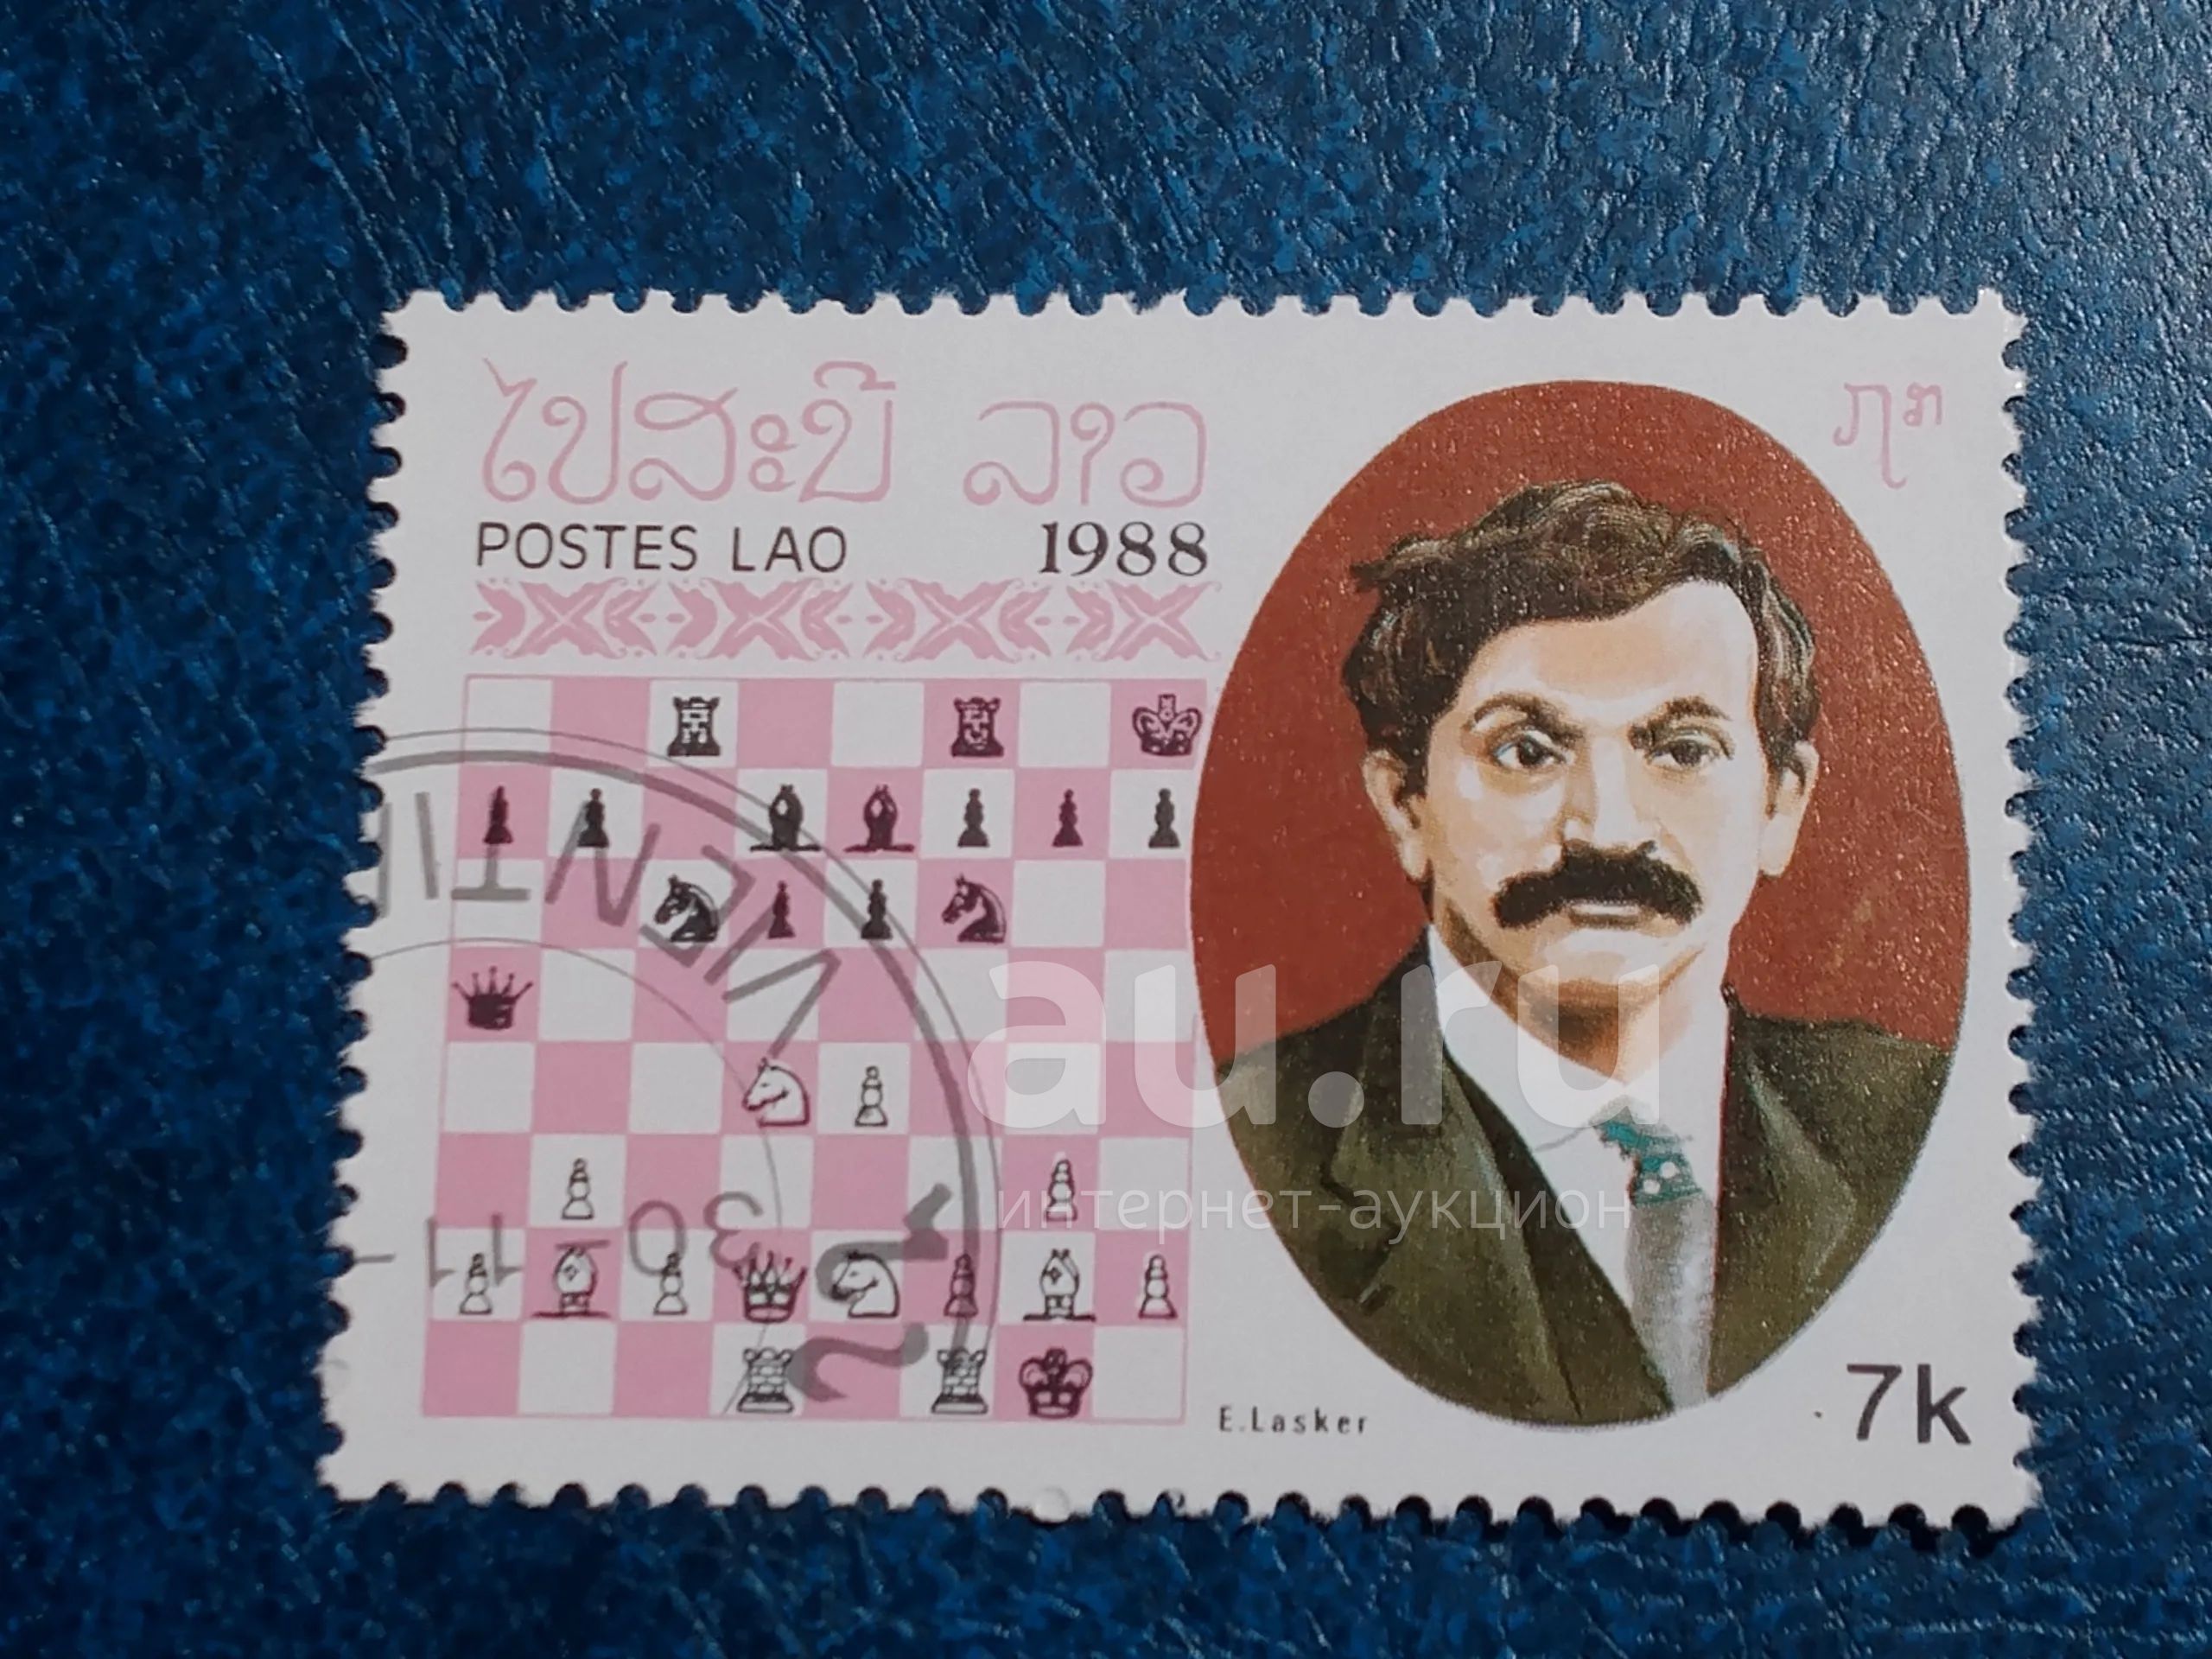 ໄປສະນີ ລາວ
໗ກ
POSTES LAO 1988
VIENTI
30 11 -
E.Lasker
7k
au.ru
интернет-аукцион